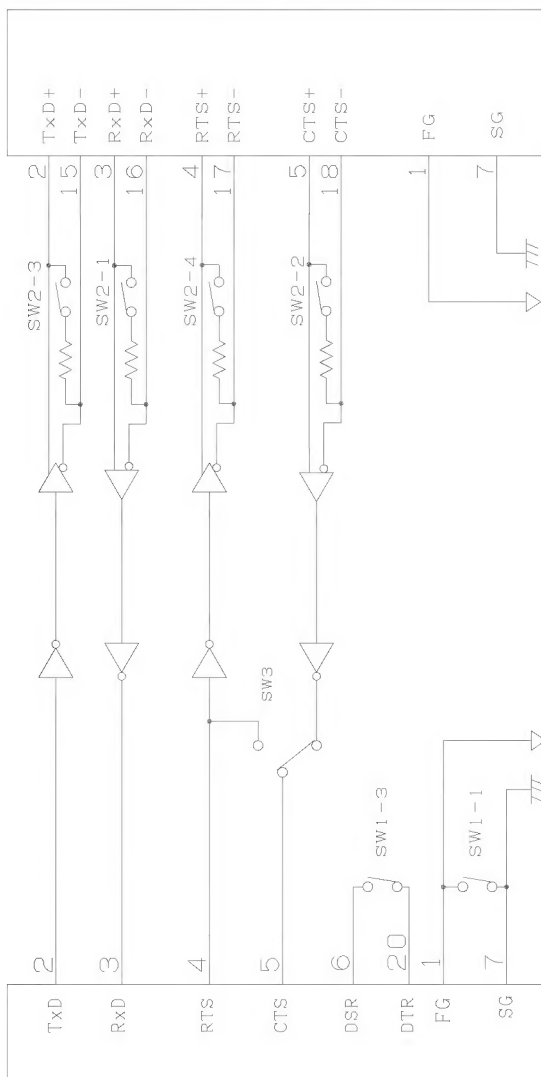 TxD+
TxD-
RxD+
RxD-
RTS+
RTS-
CTS+
CTS-
FG
SG
2
15
3
16
4
17
5
18
1
7
SW2-3
SW2-1
SW2-4
SW2-2
SW3
SW1-3
SW1-1
2
3
4
5
6
20
1
7
TxD
RxD
RTS
CTS
DSR
DTR
FG
SG